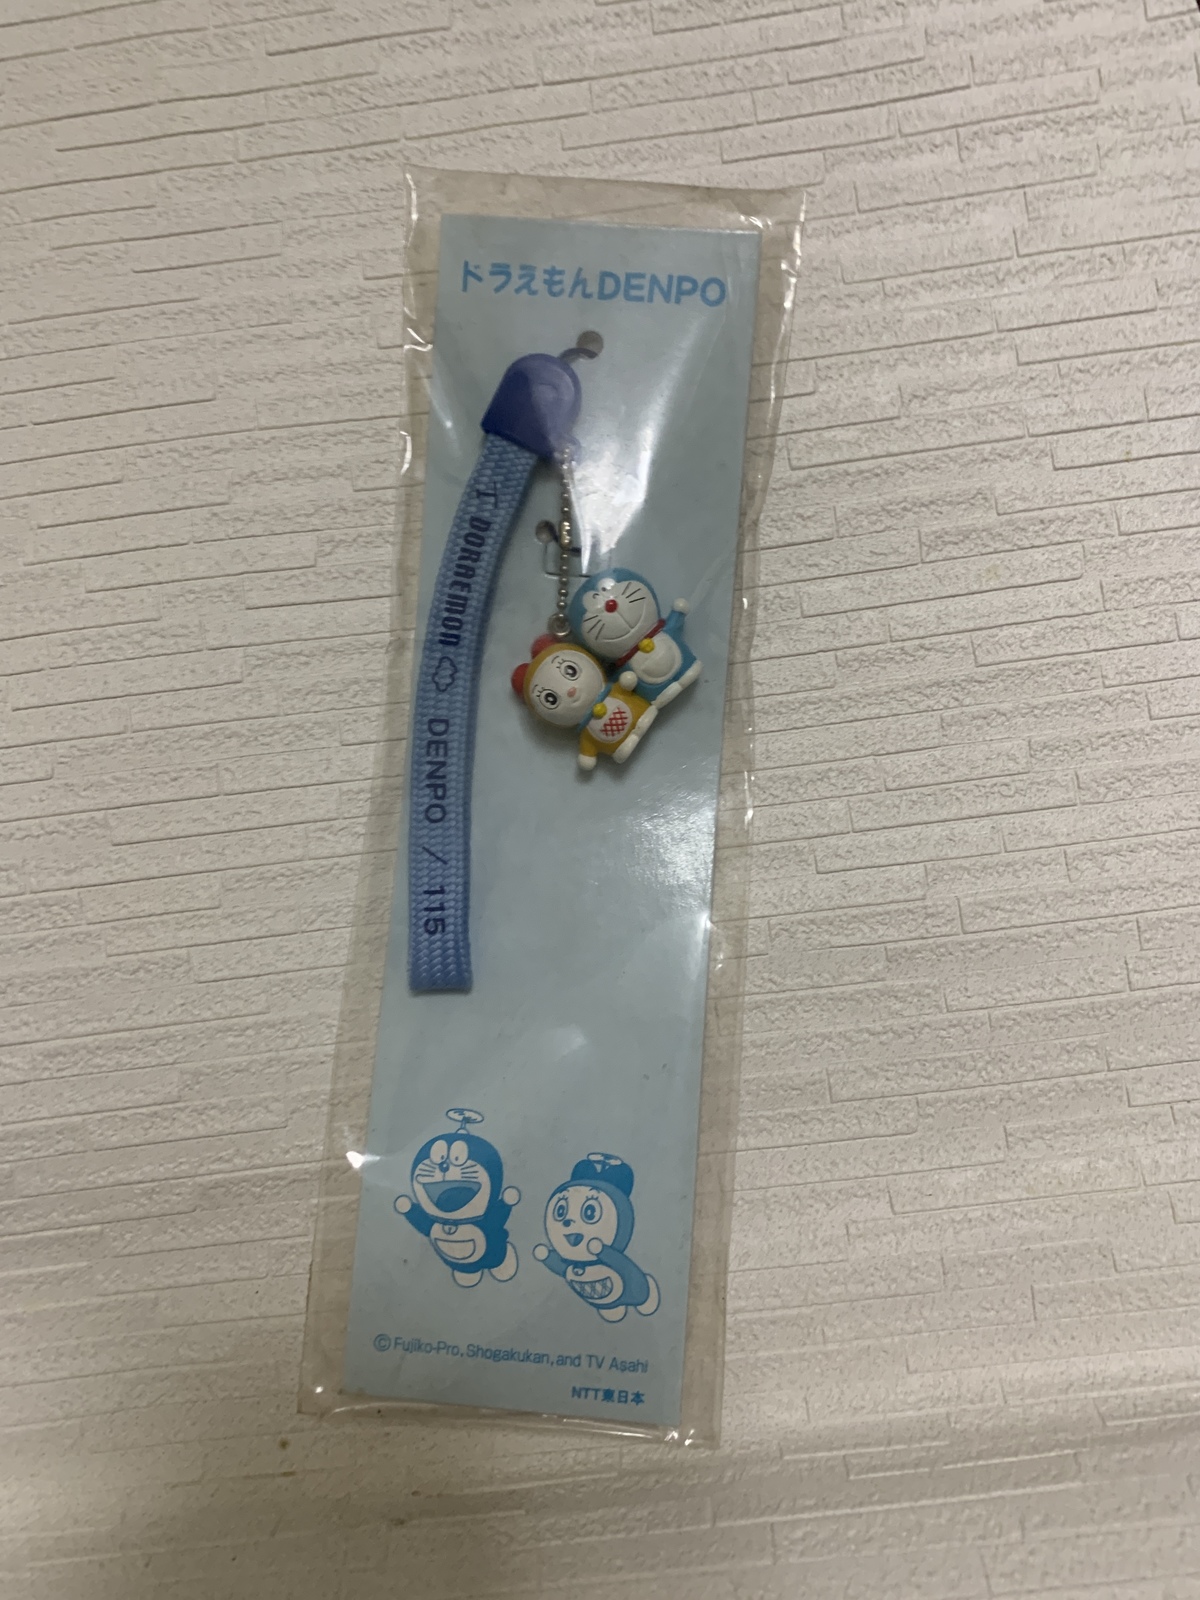 ドラえもんDENPO
DORAEMON DENPO / 115
©Fujiko-Pro, Shogakukan, and TV Asahi
NTT東日本